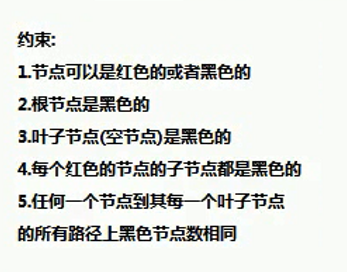 约束:
1.节点可以是红色的或者黑色的
2.根节点是黑色的
3.叶子节点(空节点)是黑色的
4.每个红色的节点的子节点都是黑色的
5.任何一个节点到其每一个叶子节点
的所有路径上黑色节点数相同